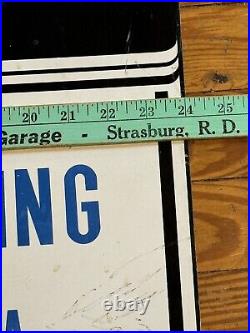 20 21 22 23 24 25
Garage - Strasburg, R. D.
ING
A